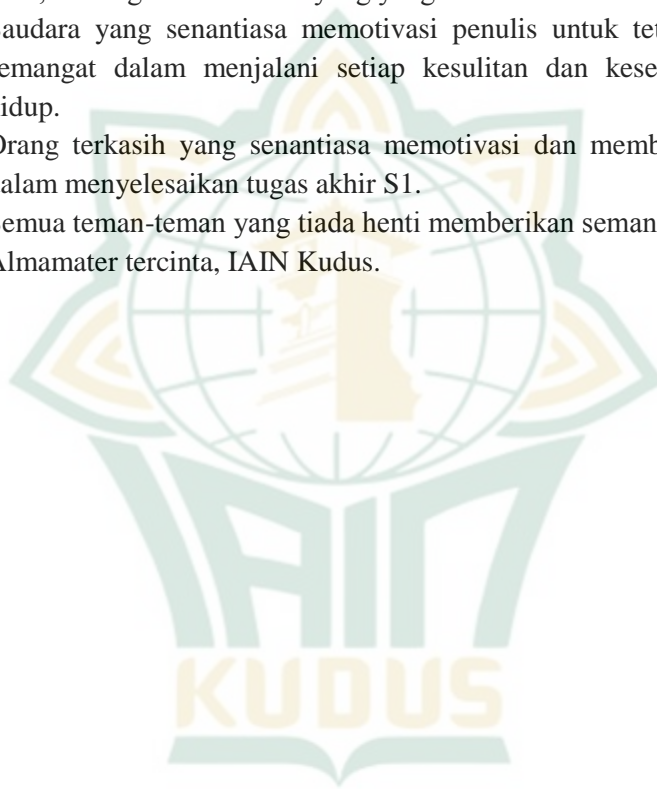 Saudara yang senantiasa memotivasi penulis untuk tet
semangat dalam menjalani setiap kesulitan dan kese
hidup.
Orang terkasih yang senantiasa memotivasi dan memb
dalam menyelesaikan tugas akhir S1.
Semua teman-teman yang tiada henti memberikan seman
Almamater tercinta, IAIN Kudus.
IAIN
KUDUS